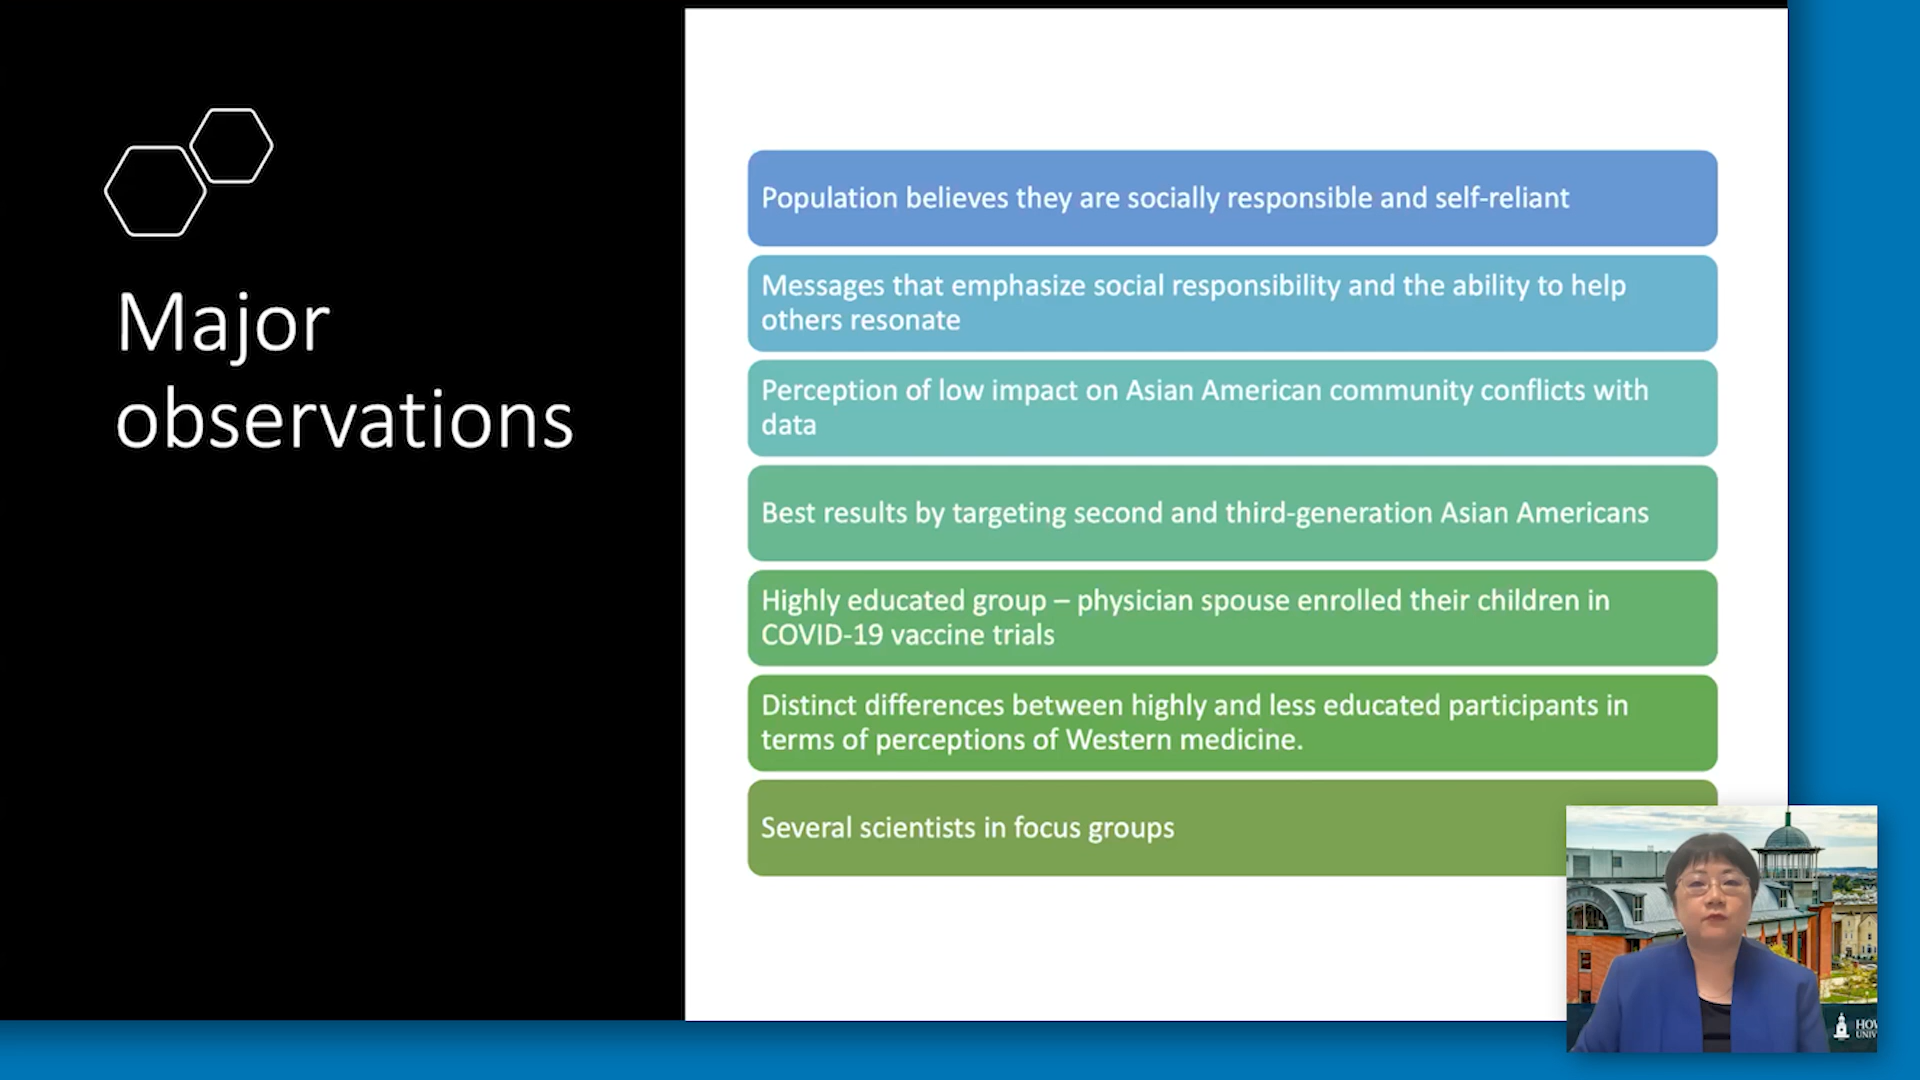 Major
observations
Population believes they are socially responsible and self-reliant
Messages that emphasize social responsibility and the ability to help
others resonate
Perception of low impact on Asian American community conflicts with
data
Best results by targeting second and third-generation Asian Americans
Highly educated group – physician spouse enrolled their children in
COVID-19 vaccine trials
Distinct differences between highly and less educated participants in
terms of perceptions of Western medicine.
Several scientists in focus groups
HOW
UNIV